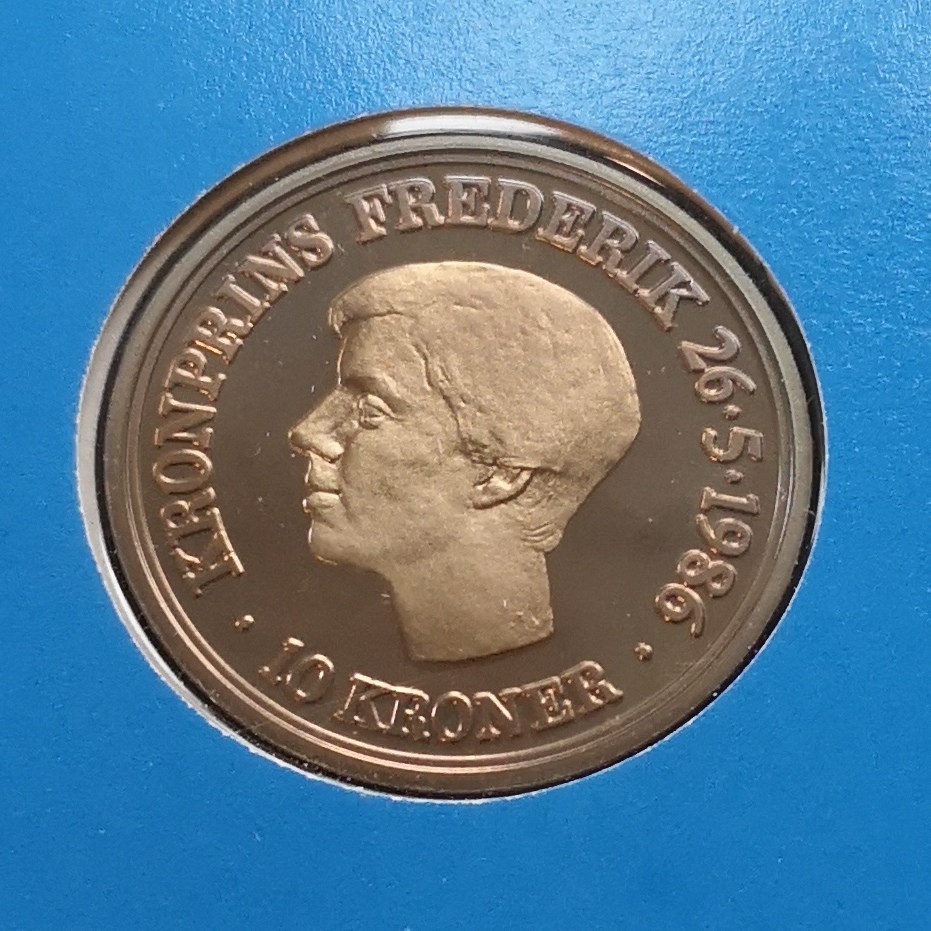 KRONPRINS FREDERIK 26·5·1986
· 10 KRONER ·